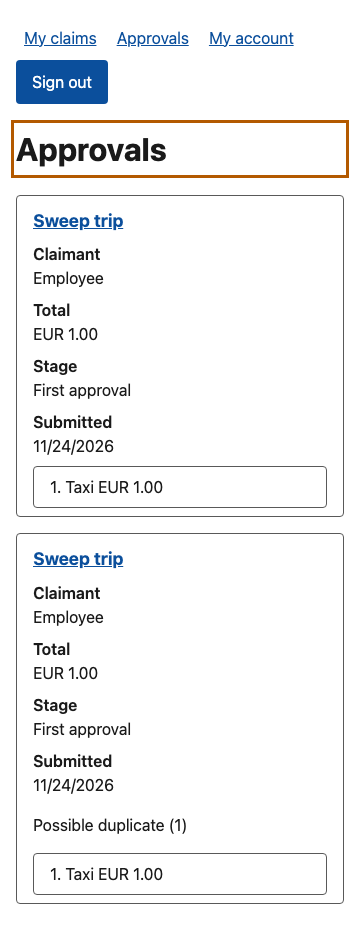 My claims Approvals My account
Sign out
Approvals
Sweep trip
Claimant
Employee
Total
EUR 1.00
Stage
First approval
Submitted
11/24/2026
1. Taxi EUR 1.00
Sweep trip
Claimant
Employee
Total
EUR 1.00
Stage
First approval
Submitted
11/24/2026
Possible duplicate (1)
1. Taxi EUR 1.00